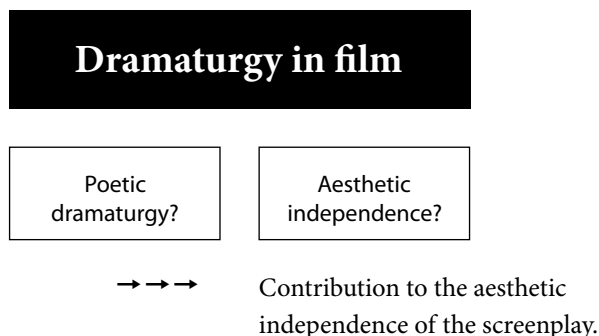 Dramaturgy in film
Poetic
dramaturgy?
Aesthetic
independence?
→→→
Contribution to the aesthetic
independence of the screenplay.